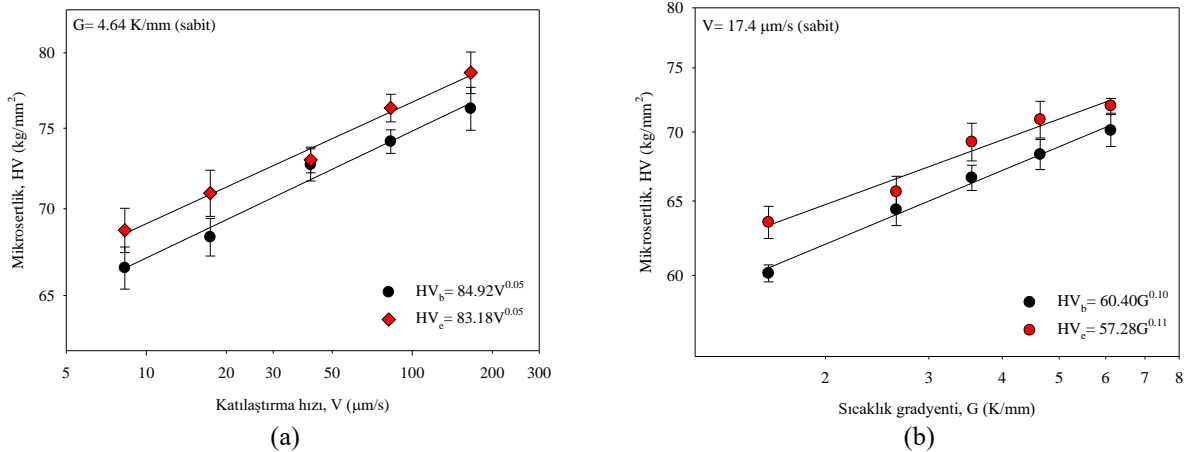 G= 4.64 K/mm (sabit)
80
75
70
65
Mikrosertlik, HV (kg/mm²)
HV_b= 84.92V^0.05
HV_e= 83.18V^0.05
5 10 20 30 100 200 300
Katılaştırma hızı, V (μm/s)
(a)
V= 17.4 μm/s (sabit)
80
75
70
65
60
Mikrosertlik, HV (kg/mm²)
HV_b= 60.40G^0.10
HV_e= 57.28G^0.11
2 3 4 5 6 7 8
Sıcaklık gradyenti, G (K/mm)
(b)